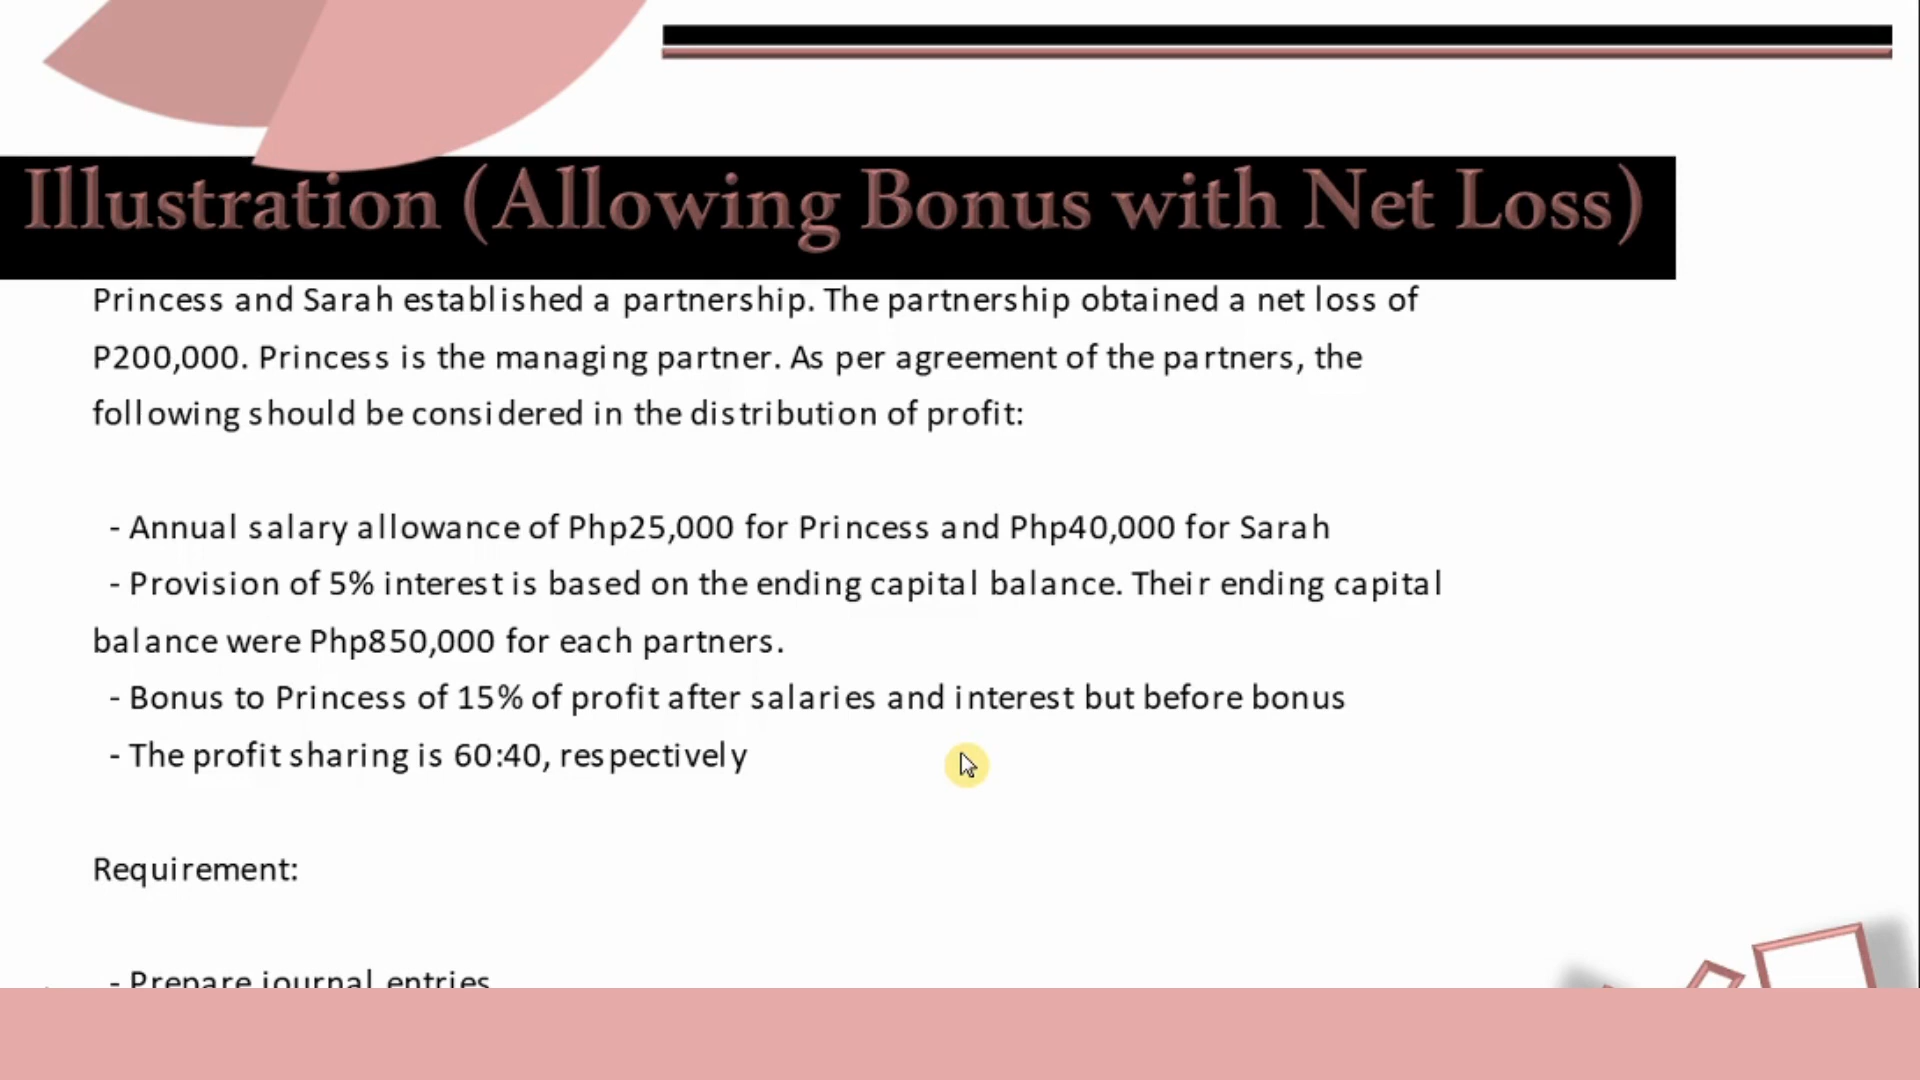 Illustration (Allowing Bonus with Net Loss)
Princess and Sarah established a partnership. The partnership obtained a net loss of
P200,000. Princess is the managing partner. As per agreement of the partners, the
following should be considered in the distribution of profit:
- Annual salary allowance of Php25,000 for Princess and Php40,000 for Sarah
- Provision of 5% interest is based on the ending capital balance. Their ending capital
balance were Php850,000 for each partners.
- Bonus to Princess of 15% of profit after salaries and interest but before bonus
- The profit sharing is 60:40, respectively
Requirement:
- Prepare journal entries